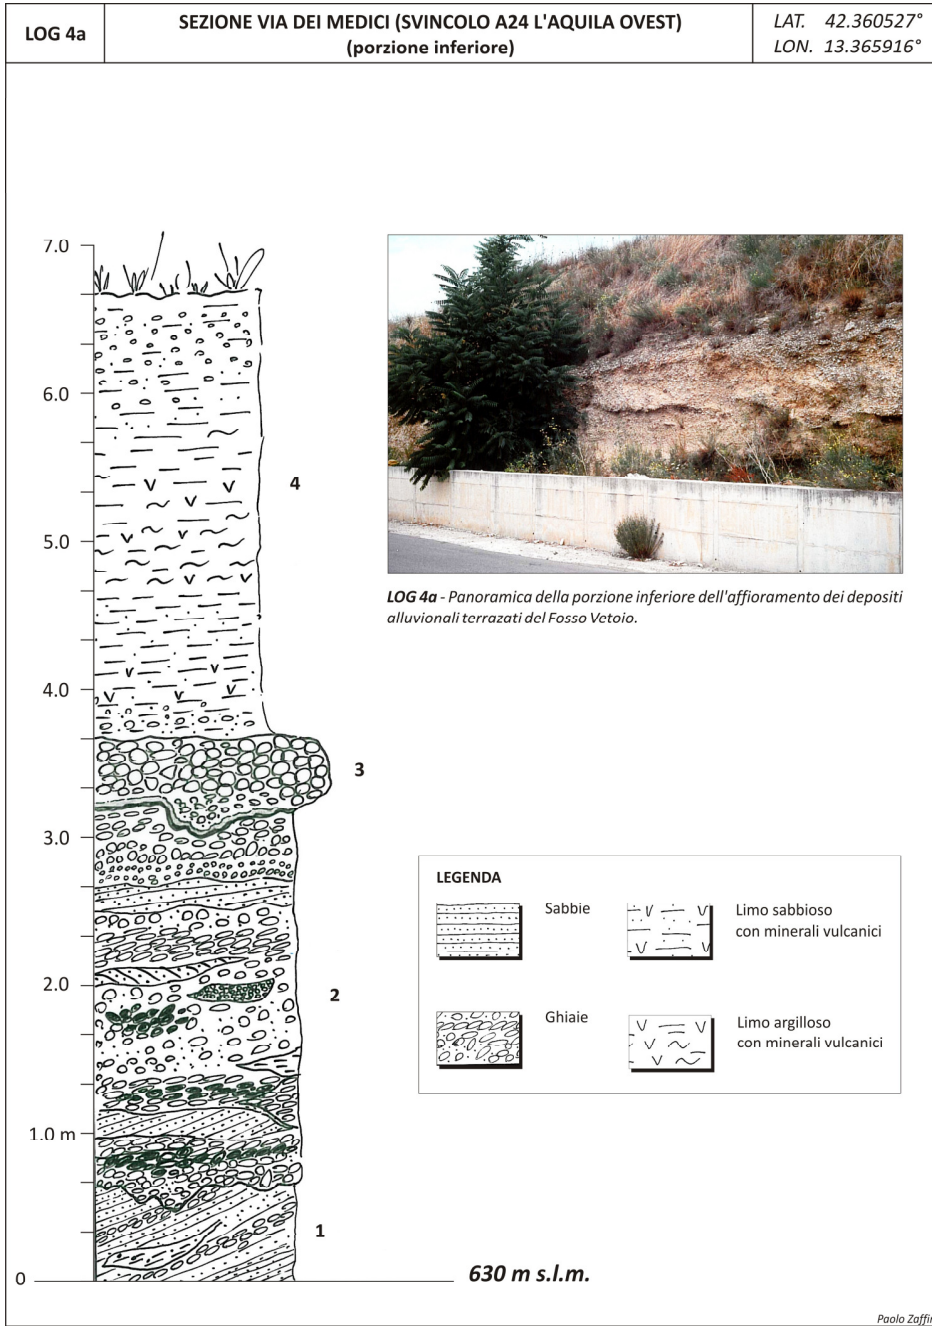 LOG 4a
SEZIONE VIA DEI MEDICI (SVINCOLO A24 L'AQUILA OVEST)
(porzione inferiore)
LAT. 42.360527°
LON. 13.365916°
7.0
6.0
5.0
4.0
3.0
2.0
1.0 m
0
4
3
2
1
630 m s.l.m.
LOG 4a - Panoramica della porzione inferiore dell'affioramento dei depositi
alluvionali terrazati del Fosso Vetoio.
LEGENDA
Sabbie
Limo sabbioso
con minerali vulcanici
Ghiaie
Limo argilloso
con minerali vulcanici
Paolo